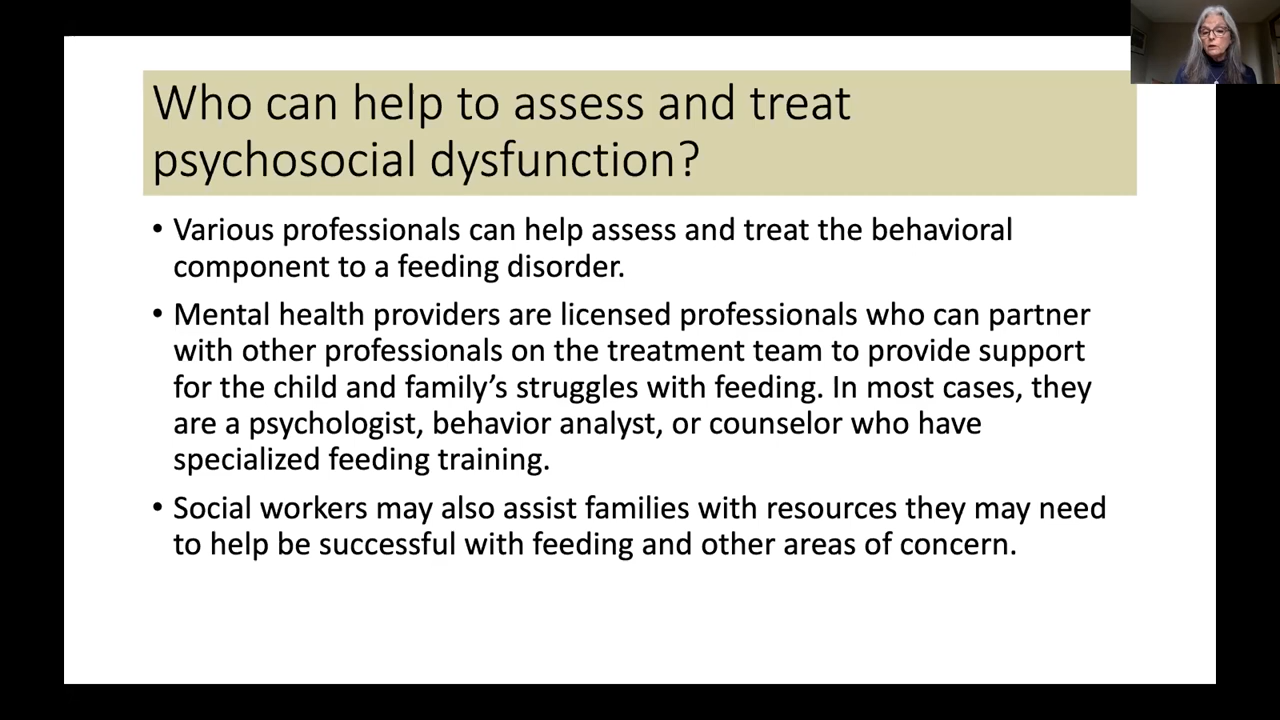 Who can help to assess and treat
psychosocial dysfunction?
• Various professionals can help assess and treat the behavioral
component to a feeding disorder.
• Mental health providers are licensed professionals who can partner
with other professionals on the treatment team to provide support
for the child and family’s struggles with feeding. In most cases, they
are a psychologist, behavior analyst, or counselor who have
specialized feeding training.
• Social workers may also assist families with resources they may need
to help be successful with feeding and other areas of concern.